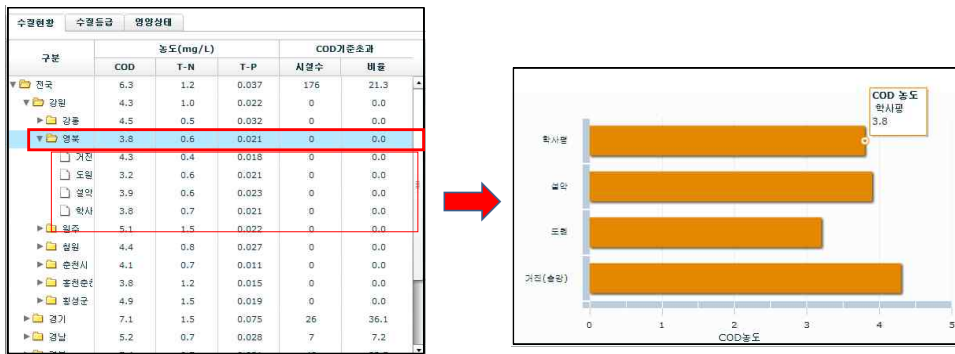 수질현황 수질등급 영양상태
구분 농도(mg/L) COD기준초과
COD T-N T-P 시설수 비율
전국 6.3 1.2 0.037 176 21.3
강원 4.3 1.0 0.022 0 0.0
강릉 4.5 0.5 0.032 0 0.0
영북 3.8 0.6 0.021 0 0.0
거진 4.3 0.4 0.018 0 0.0
도원 3.2 0.6 0.021 0 0.0
설악 3.9 0.6 0.023 0 0.0
학사 3.8 0.7 0.021 0 0.0
원주 5.1 1.5 0.022 0 0.0
철원 4.4 0.8 0.027 0 0.0
춘천시 4.1 0.7 0.011 0 0.0
홍천춘천 3.8 1.2 0.015 0 0.0
횡성군 4.9 1.5 0.019 0 0.0
경기 7.1 1.5 0.075 26 36.1
경남 5.2 0.7 0.028 7 7.2
COD 농도
학사평
3.8
학사평
설악
도원
거진(송강)
0 1 2 3 4 5
COD농도